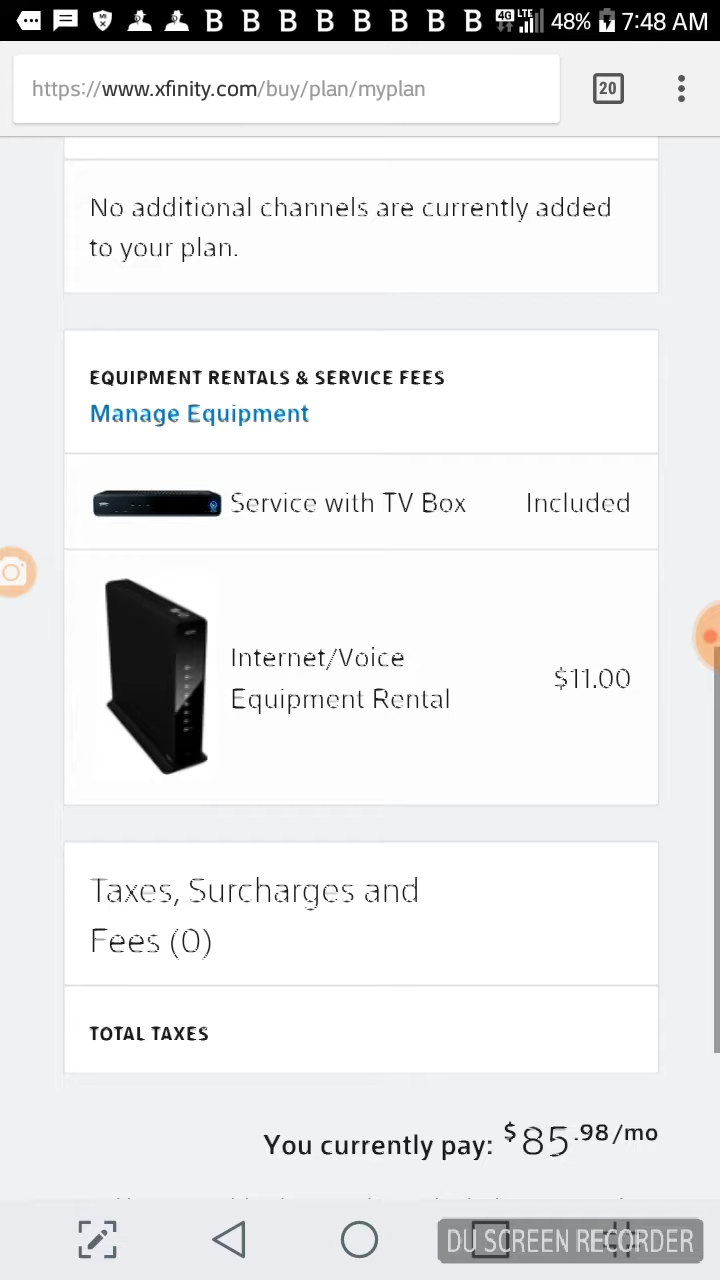 B B B B B B B B 4G LTE 48% 7:48 AM
https://www.xfinity.com/buy/plan/myplan 20
No additional channels are currently added
to your plan.
EQUIPMENT RENTALS & SERVICE FEES
Manage Equipment
Service with TV Box Included
Internet/Voice
Equipment Rental
$11.00
Taxes, Surcharges and
Fees (0)
TOTAL TAXES
You currently pay: $85.98/mo
DU SCREEN RECORDER